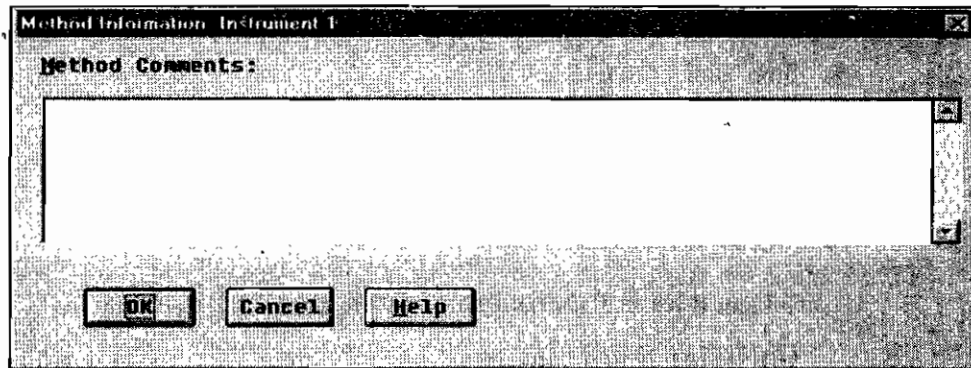 Method Information: Instrument 1
Method Comments:
OK Cancel Help